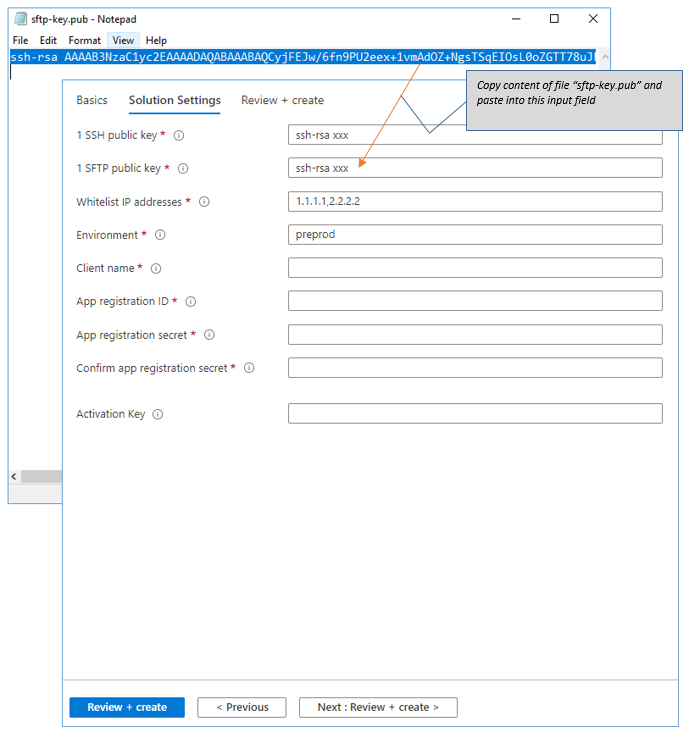 sftp-key.pub - Notepad
File Edit Format View Help
ssh-rsa AAAAB3NzaC1yc2EAAAADAQABAAABAQCyjFEJw/6fn9PU2eex+1vmAdOZ+NgsTSqEIOsL0oZGTT78uJ
Copy content of file “sftp-key.pub” and
paste into this input field
Basics Solution Settings Review + create
1 SSH public key * ssh-rsa xxx
1 SFTP public key * ssh-rsa xxx
Whitelist IP addresses * 1.1.1.1,2.2.2.2
Environment * preprod
Client name *
App registration ID *
App registration secret *
Confirm app registration secret *
Activation Key
Review + create < Previous Next : Review + create >